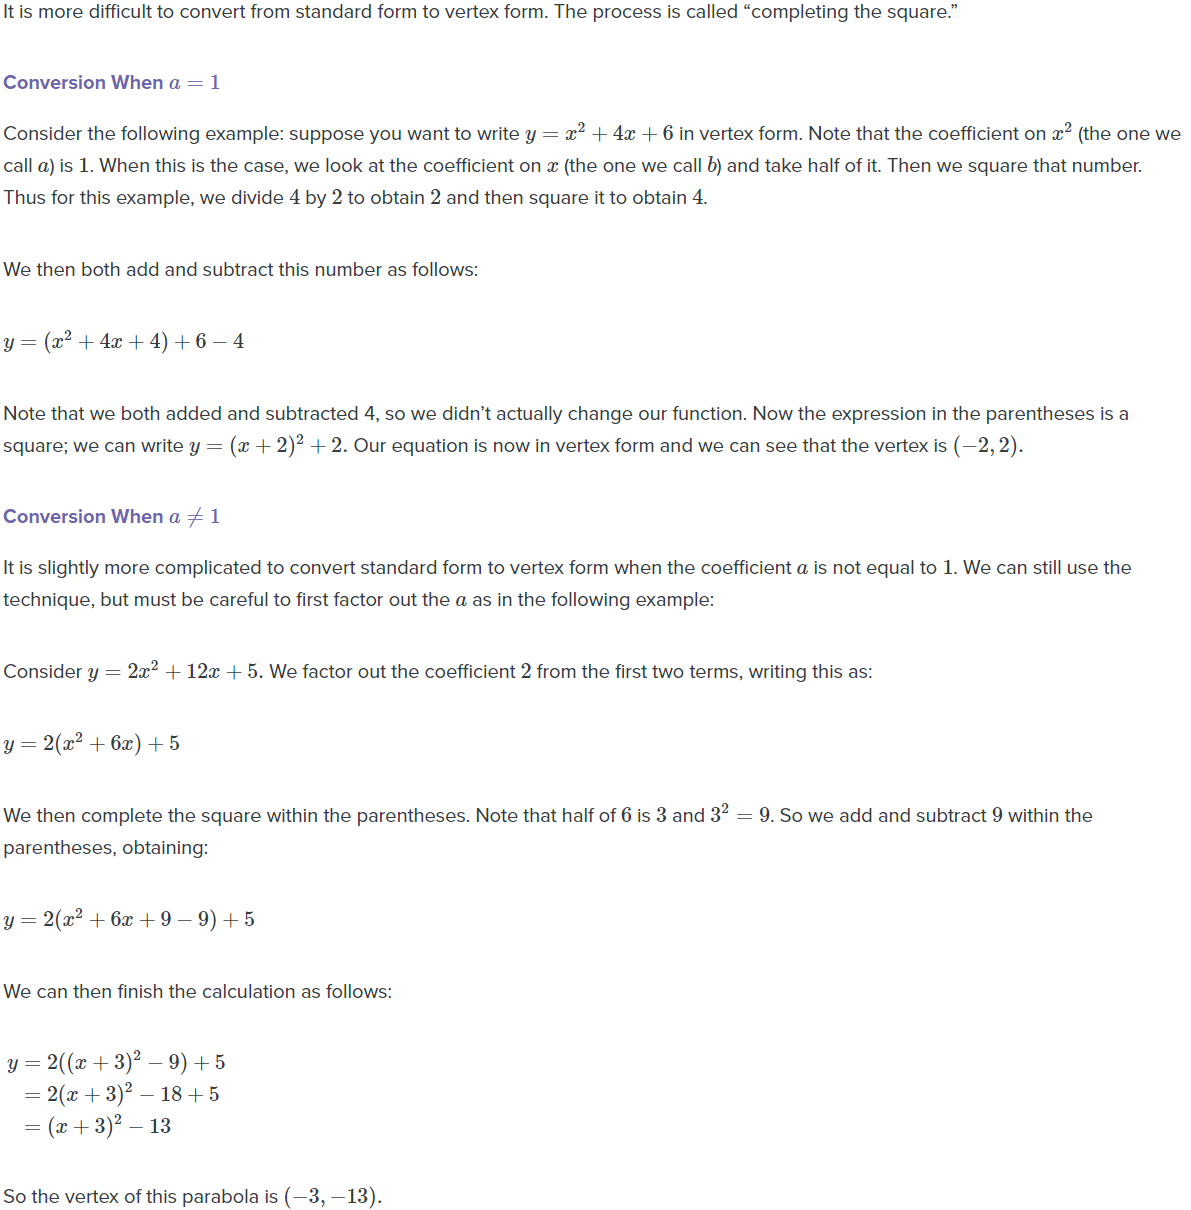 It is more difficult to convert from standard form to vertex form. The process is called “completing the square.”
Conversion When a = 1
Consider the following example: suppose you want to write y = x² + 4x + 6 in vertex form. Note that the coefficient on x² (the one we
call a) is 1. When this is the case, we look at the coefficient on x (the one we call b) and take half of it. Then we square that number.
Thus for this example, we divide 4 by 2 to obtain 2 and then square it to obtain 4.
We then both add and subtract this number as follows:
y = (x² + 4x + 4) + 6 − 4
Note that we both added and subtracted 4, so we didn’t actually change our function. Now the expression in the parentheses is a
square; we can write y = (x + 2)² + 2. Our equation is now in vertex form and we can see that the vertex is (−2, 2).
Conversion When a ≠ 1
It is slightly more complicated to convert standard form to vertex form when the coefficient a is not equal to 1. We can still use the
technique, but must be careful to first factor out the a as in the following example:
Consider y = 2x² + 12x + 5. We factor out the coefficient 2 from the first two terms, writing this as:
y = 2(x² + 6x) + 5
We then complete the square within the parentheses. Note that half of 6 is 3 and 3² = 9. So we add and subtract 9 within the
parentheses, obtaining:
y = 2(x² + 6x + 9 − 9) + 5
We can then finish the calculation as follows:
y = 2((x + 3)² − 9) + 5
= 2(x + 3)² − 18 + 5
= (x + 3)² − 13
So the vertex of this parabola is (−3, −13).